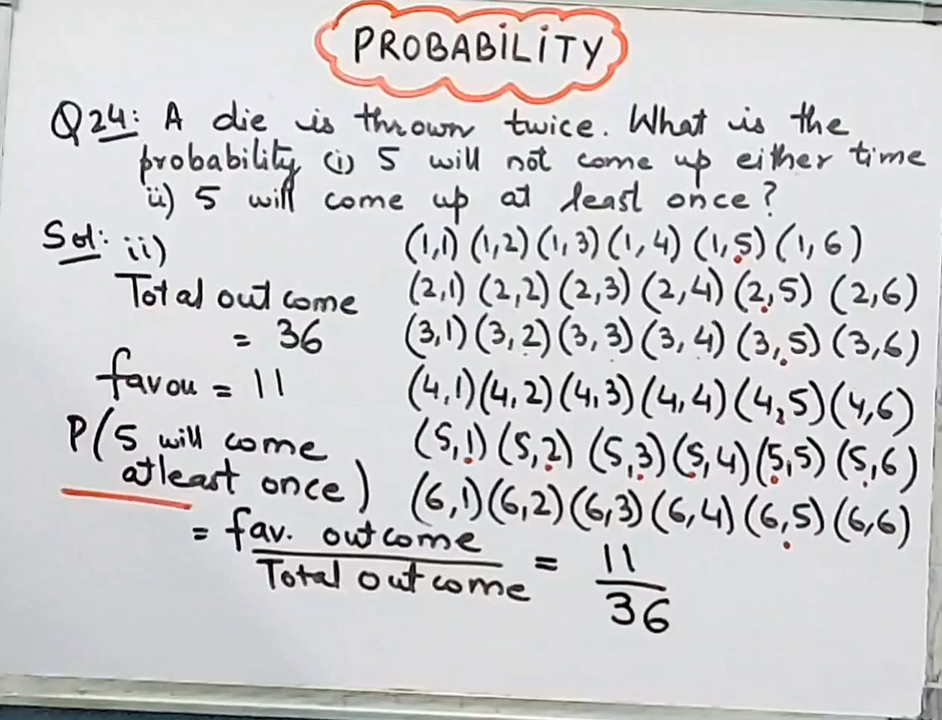 PROBABILITY
Q24: A die is thrown twice. What is the
probability (i) 5 will not come up either time
ii) 5 will come up at least once?
Sol: ii)
Total out come
= 36
favou = 11
P(5 will come
atleast once)
= fav. outcome / Total outcome = 11/36
(1,1) (1,2) (1,3) (1,4) (1,5) (1,6)
(2,1) (2,2) (2,3) (2,4) (2,5) (2,6)
(3,1) (3,2) (3,3) (3,4) (3,5) (3,6)
(4,1) (4,2) (4,3) (4,4) (4,5) (4,6)
(5,1) (5,2) (5,3) (5,4) (5,5) (5,6)
(6,1) (6,2) (6,3) (6,4) (6,5) (6,6)